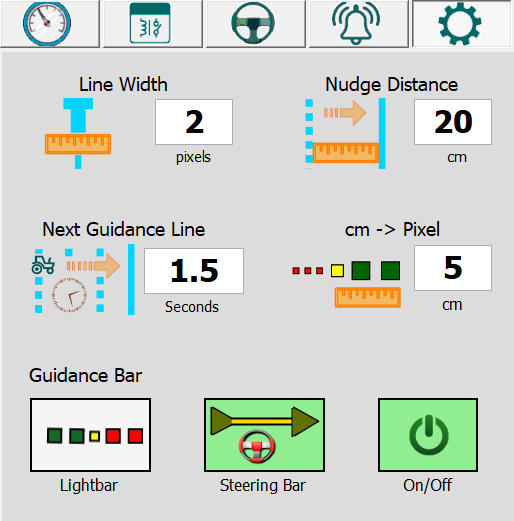 Line Width
Nudge Distance
2
20
pixels
cm
Next Guidance Line
cm -> Pixel
1.5
5
Seconds
cm
Guidance Bar
Lightbar
Steering Bar
On/Off